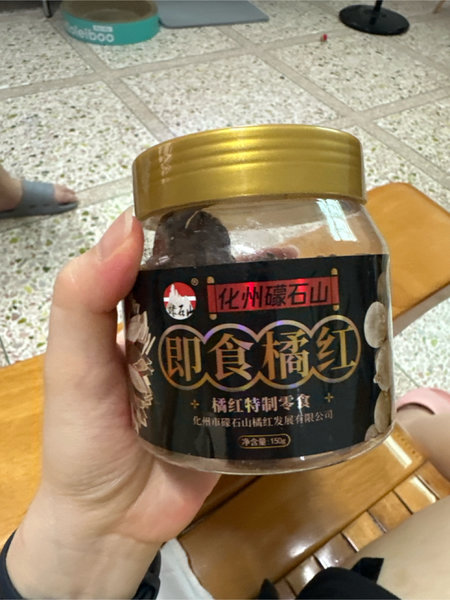 oleiboo
®
化州礞石山
即食橘红
橘红特制零食
化州市礞石山橘红发展有限公司
净含量:150g